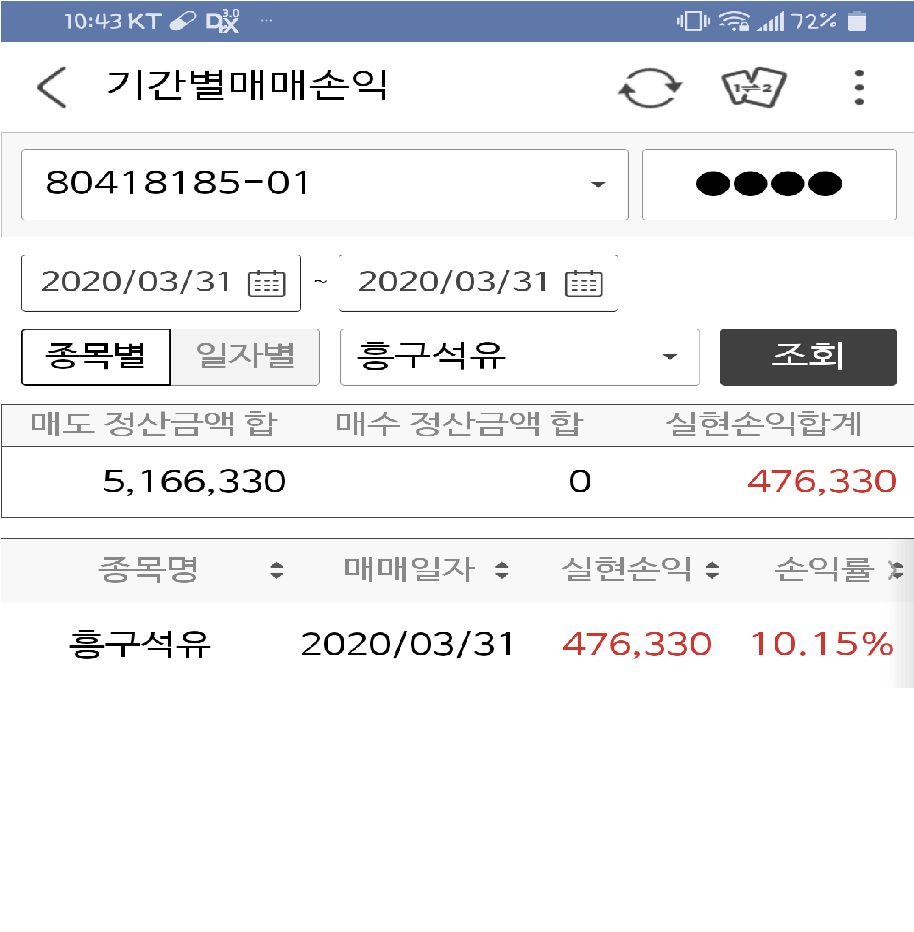 10:43 KT DX 3.0 ...
72%
기간별매매손익
1 2
80418185-01 ●●●●
2020/03/31 ~ 2020/03/31
종목별 일자별 흥구석유 조회
매도 정산금액 합 매수 정산금액 합 실현손익합계
5,166,330 0 476,330
종목명 매매일자 실현손익 손익률
흥구석유 2020/03/31 476,330 10.15%